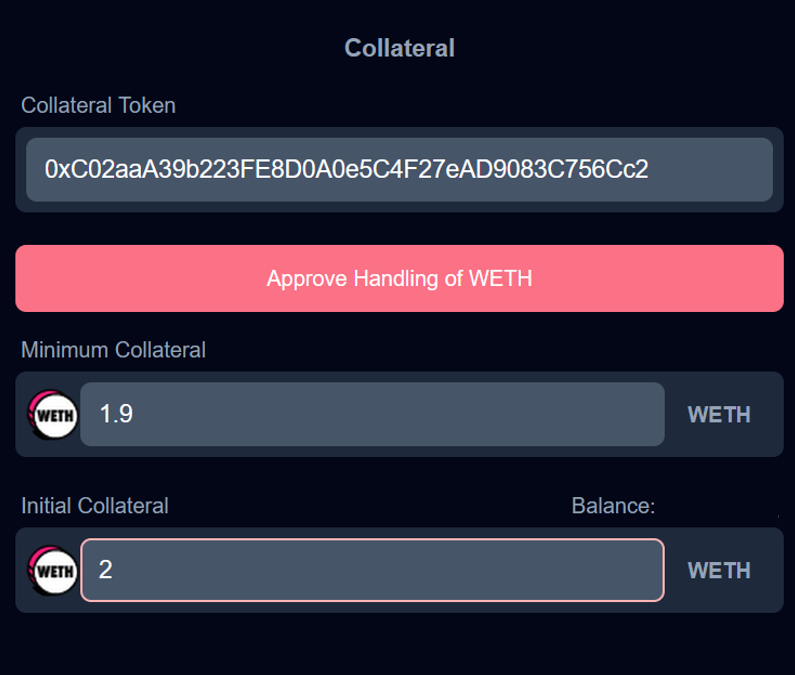 Collateral
Collateral Token
0xC02aaA39b223FE8D0A0e5C4F27eAD9083C756Cc2
Approve Handling of WETH
Minimum Collateral
WETH 1.9 WETH
Initial Collateral Balance:
WETH 2 WETH